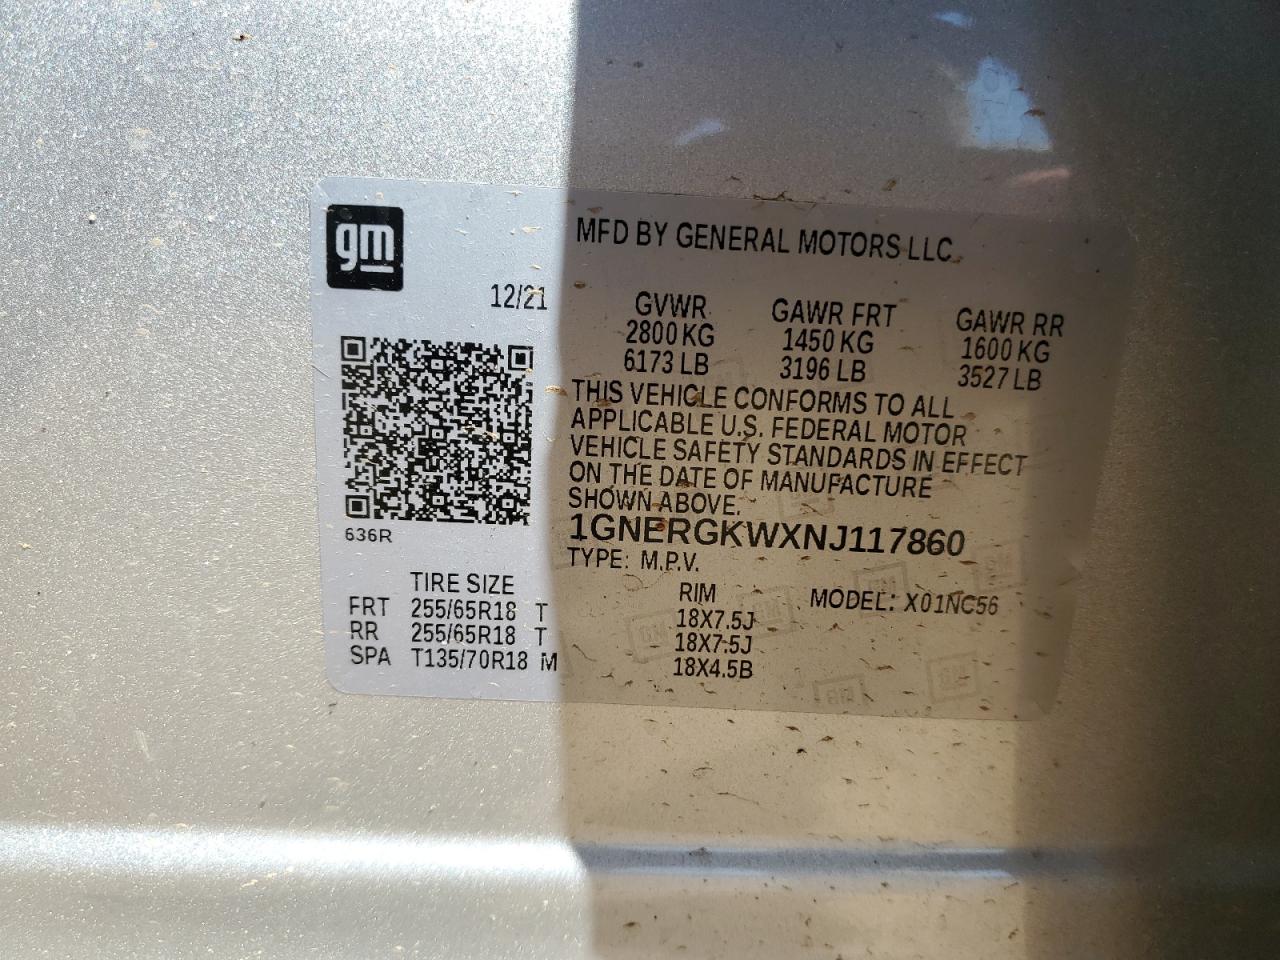 gm
MFD BY GENERAL MOTORS LLC
12/21
GVWR GAWR FRT GAWR RR
2800 KG 1450 KG 1600 KG
6173 LB 3196 LB 3527 LB
THIS VEHICLE CONFORMS TO ALL
APPLICABLE U.S. FEDERAL MOTOR
VEHICLE SAFETY STANDARDS IN EFFECT
ON THE DATE OF MANUFACTURE
SHOWN ABOVE.
1GNERGKWXNJ117860
TYPE: M.P.V.
636R
TIRE SIZE RIM MODEL: X01NC56
FRT 255/65R18 T 18X7.5J
RR 255/65R18 T 18X7.5J
SPA T135/70R18 M 18X4.5B